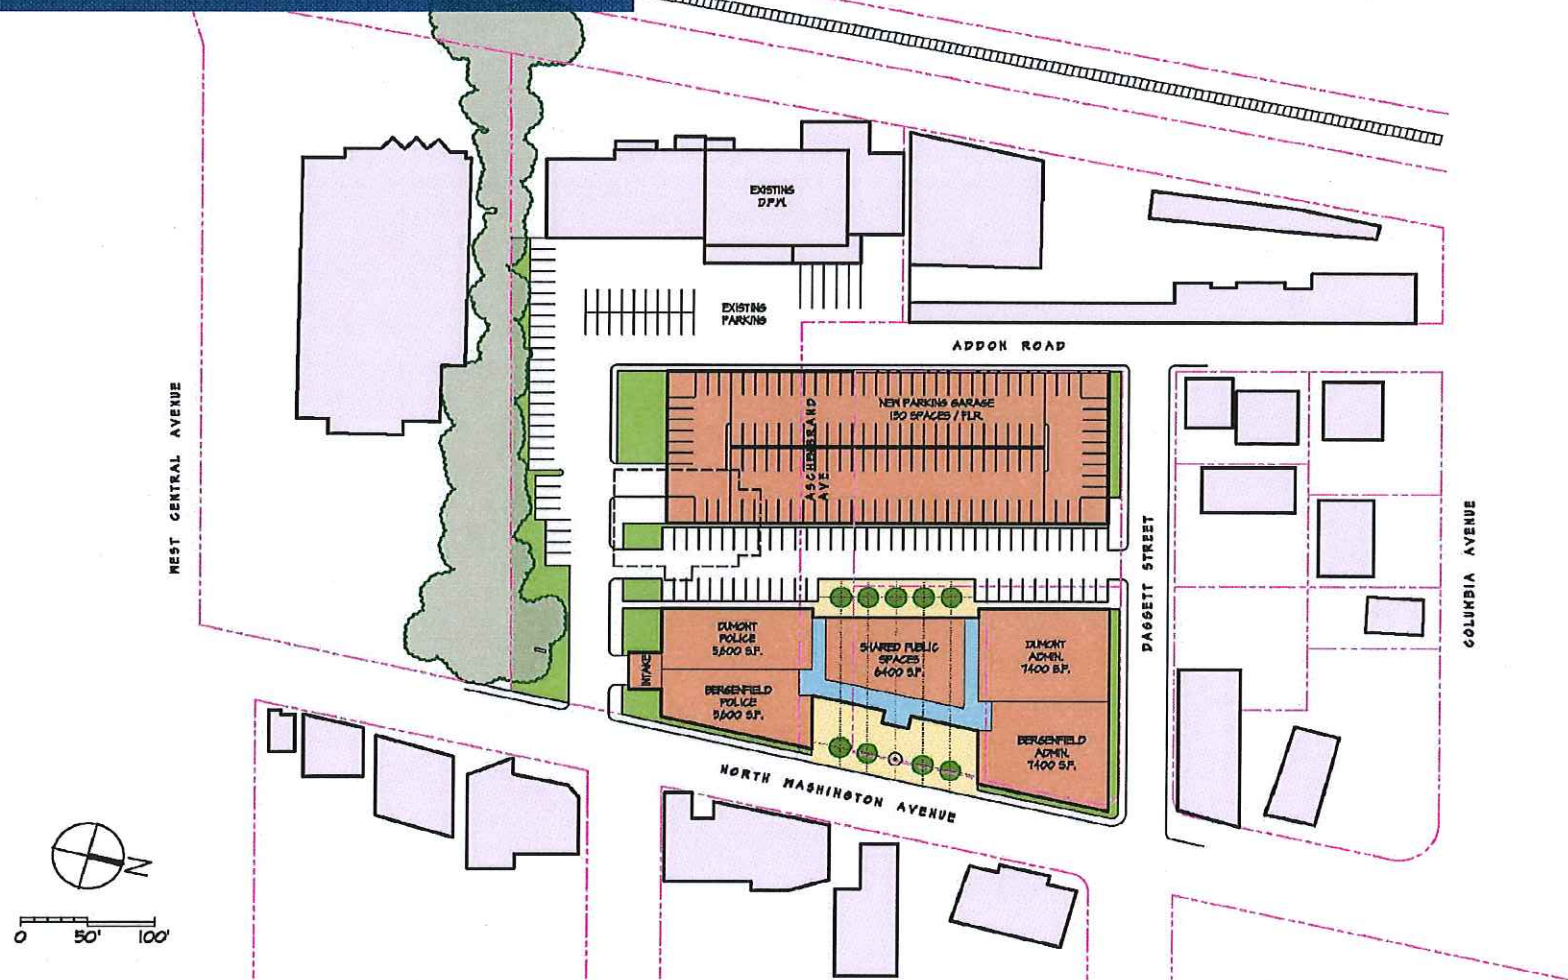 EXISTING
D.P.W.
EXISTING
PARKING
ADDOH ROAD
NEW PARKING GARAGE
150 SPACES / FLR.
ASCHENBRAND
AVE
WEST CENTRAL AVENUE
DAGGETT STREET
COLUMBIA AVENUE
DUMONT
POLICE
5,600 S.F.
SHARED PUBLIC
SPACES
6400 S.F.
DUMONT
ADMIN.
7400 S.F.
INTAKE
BERGENFIELD
POLICE
5,600 S.F.
BERGENFIELD
ADMIN.
7400 S.F.
NORTH WASHINGTON AVENUE
N
0 50' 100'